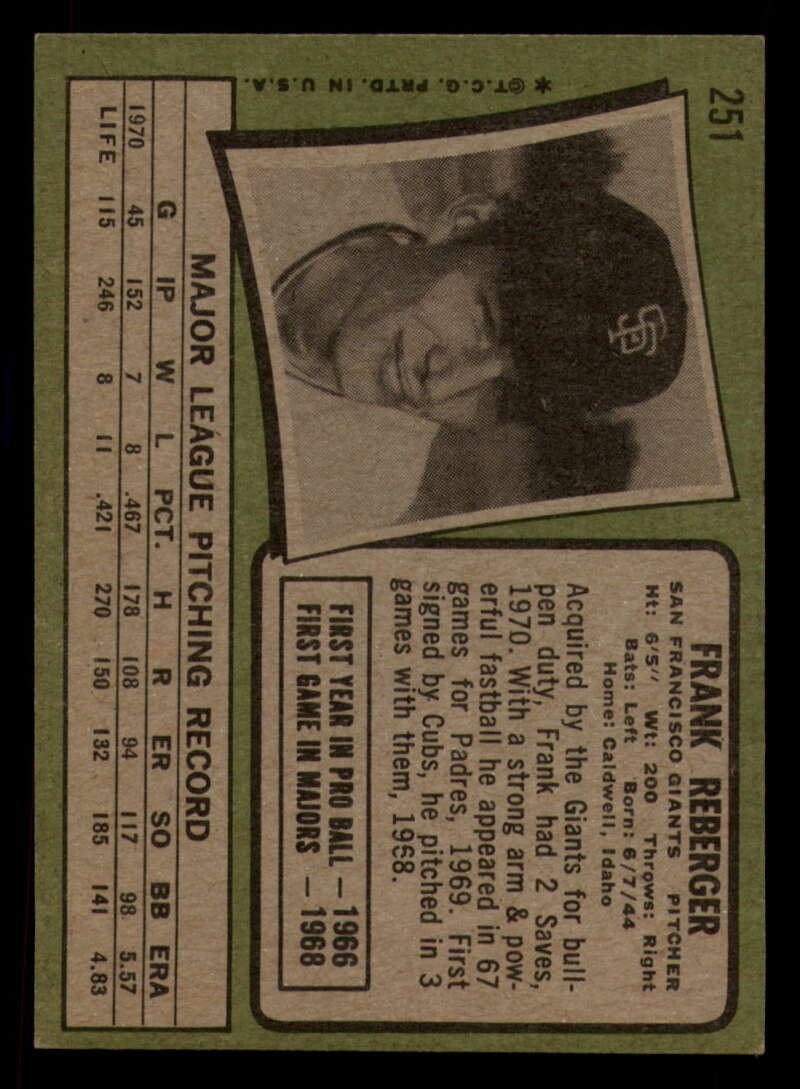 251
* ©T.C.G. PRTD. IN U.S.A.
SF
FRANK REBERGER
SAN FRANCISCO GIANTS PITCHER
Ht: 6'5" Wt: 200 Throws: Right
Bats: Left Born: 6/7/44
Home: Caldwell, Idaho
Acquired by the Giants for bull-
pen duty, Frank had 2 Saves,
1970. With a strong arm & pow-
erful fastball he appeared in 67
games for Padres, 1969. First
signed by Cubs, he pitched in 3
games with them, 1968.
FIRST YEAR IN PRO BALL — 1966
FIRST GAME IN MAJORS — 1968
MAJOR LEAGUE PITCHING RECORD
G IP W L PCT. H R ER SO BB ERA
1970 45 152 7 8 .467 178 108 94 117 98 5.57
LIFE 115 246 8 11 .421 270 150 132 185 141 4.83